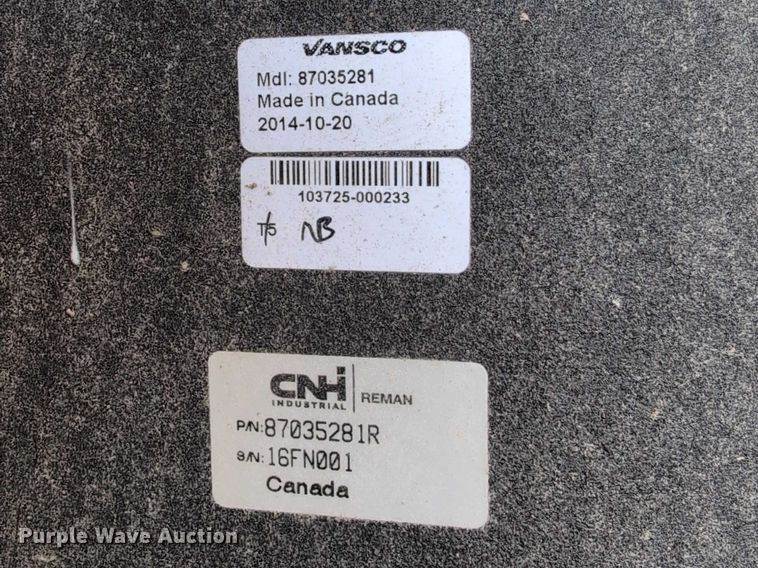 VANSCO
Mdl: 87035281
Made in Canada
2014-10-20
103725-000233
T/5 NB
CNH
INDUSTRIAL
REMAN
P/N:87035281R
S/N:16FN001
Canada
Purple Wave Auction®